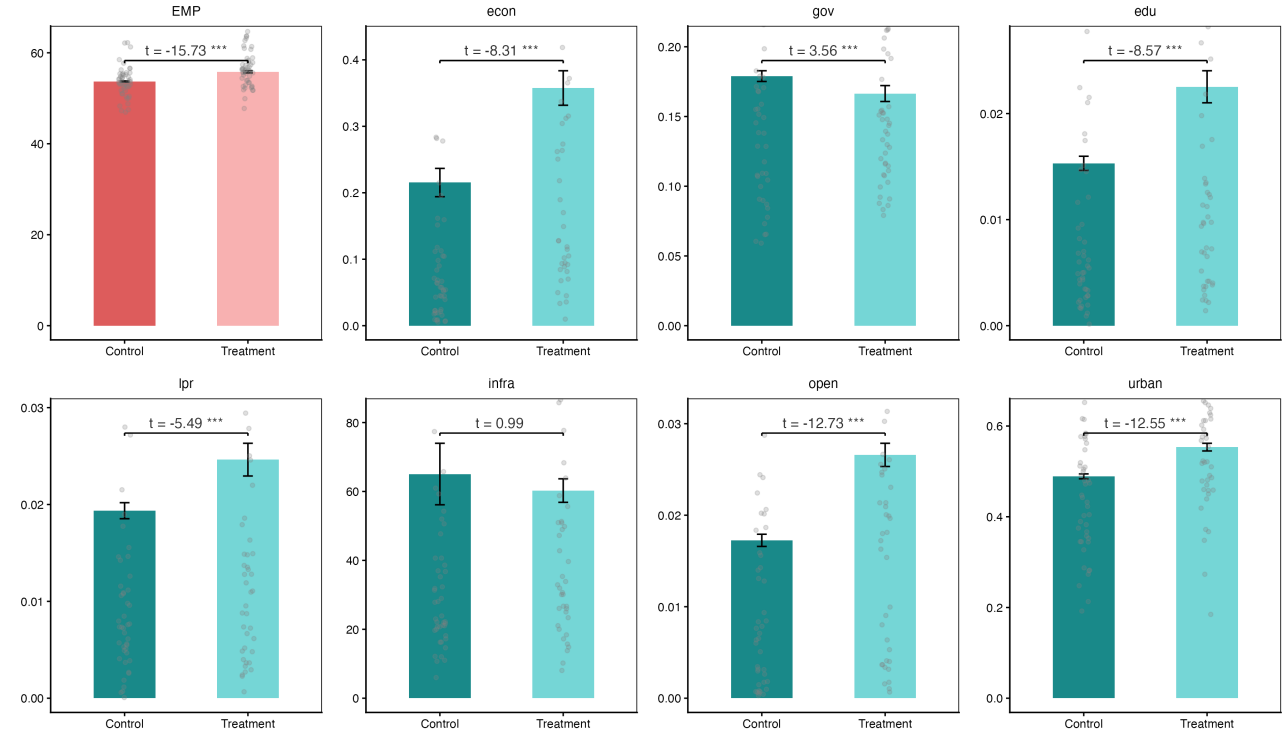 EMP
econ
gov
edu
t = -15.73 ***
t = -8.31 ***
t = 3.56 ***
t = -8.57 ***
60
40
20
0
0.4
0.3
0.2
0.1
0.0
0.20
0.15
0.10
0.05
0.00
0.02
0.01
0.00
Control Treatment
Control Treatment
Control Treatment
Control Treatment
lpr
infra
open
urban
t = -5.49 ***
t = 0.99
t = -12.73 ***
t = -12.55 ***
0.03
0.02
0.01
0.00
80
60
40
20
0
0.03
0.02
0.01
0.00
0.6
0.4
0.2
0.0
Control Treatment
Control Treatment
Control Treatment
Control Treatment